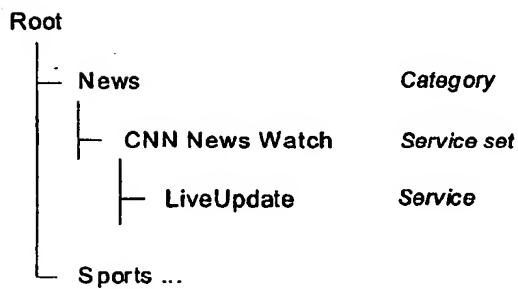 Root
News Category
CNN News Watch Service set
LiveUpdate Service
Sports ...